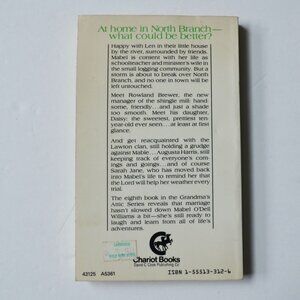 At home in North Branch—
what could be better?
Happy with Len in their little house
by the river, surrounded by friends.
Mabel is content with her life as
schoolteacher and minister's wife in
the small logging community. But a
storm is about to break over North
Branch, and no one in town will be
left untouched.
Meet Rowland Brewer, the new
manager of the shingle mill: hand-
some, friendly...and just a shade
too smooth. Meet his daughter,
Daisy: the sweetest, prettiest ten-
year old ever seen...at least at first
glance.
And get reacquainted with the
Lawton clan, still holding a grudge
against Mable...Augusta Harris, still
keeping track of everyone's com-
ings and goings...and of course
Sarah Jane, who has moved back
into Mabel's life to remind her that
the Lord will help her weather every
trial.
The eighth book in the Grandma's
Attic Series reveals that marriage
hasn't slowed down Mabel O'Dell
Williams a bit—she's still ready to
laugh and learn from all of life's
adventures.
Chariot Books
David C. Cook Publishing Co.
43125 A5361
ISBN 1-55513-312-6